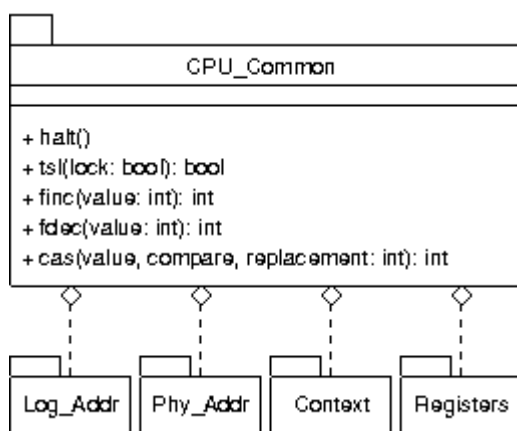 CPU_Common
+ halt()
+ tsl(lock: bool): bool
+ finc(value: int): int
+ fdec(value: int): int
+ cas(value, compare, replacement: int): int
Log_Addr Phy_Addr Context Registers